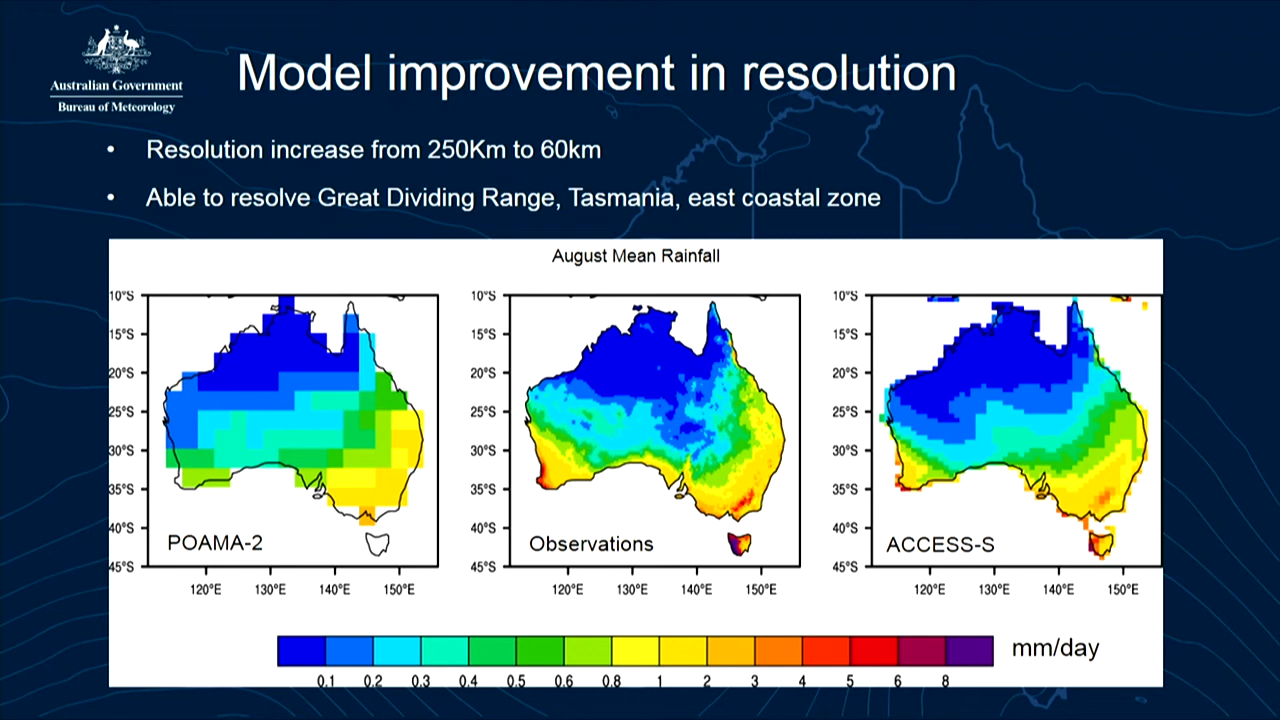 Australian Government
Bureau of Meteorology
Model improvement in resolution
• Resolution increase from 250Km to 60km
• Able to resolve Great Dividing Range, Tasmania, east coastal zone
August Mean Rainfall
10°S 10°S 10°S
15°S 15°S 15°S
20°S 20°S 20°S
25°S 25°S 25°S
30°S 30°S 30°S
35°S 35°S 35°S
40°S 40°S 40°S
POAMA-2 Observations ACCESS-S
45°S 45°S 45°S
120°E 130°E 140°E 150°E 120°E 130°E 140°E 150°E 120°E 130°E 140°E 150°E
mm/day
0.1 0.2 0.3 0.4 0.5 0.6 0.8 1 2 3 4 5 6 8